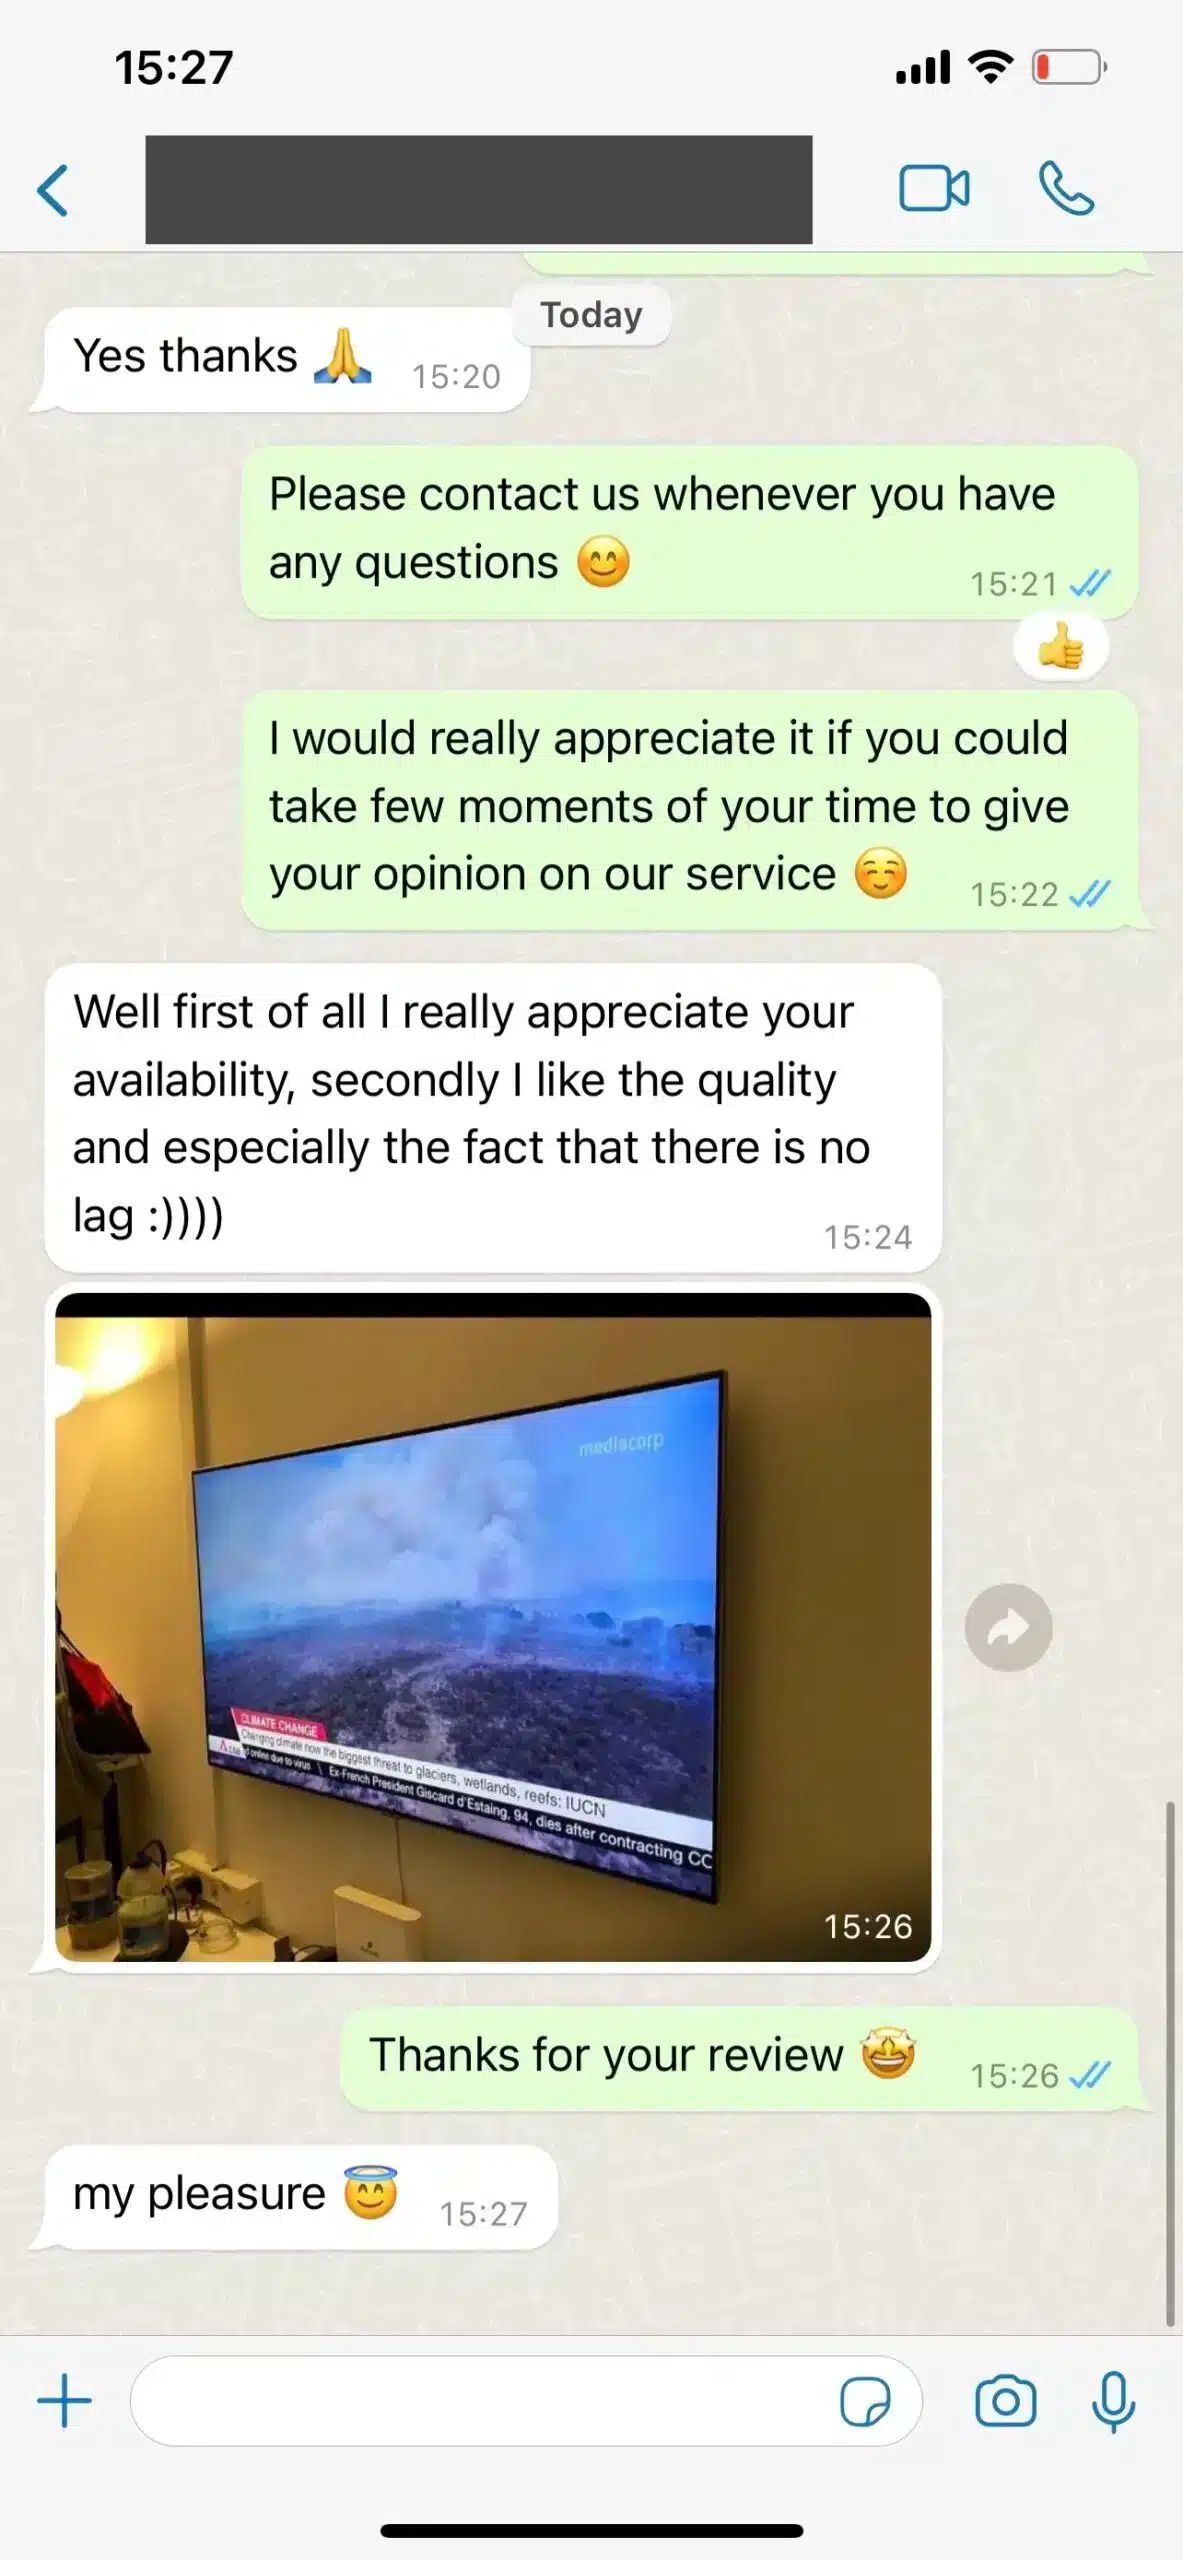 15:27
Today
Yes thanks 🙏 15:20
Please contact us whenever you have
any questions 😊 15:21
👍
I would really appreciate it if you could
take few moments of your time to give
your opinion on our service ☺️ 15:22
Well first of all I really appreciate your
availability, secondly I like the quality
and especially the fact that there is no
lag :))))
15:24
mediacorp
CLIMATE CHANGE
Changing climate now the biggest threat to glaciers, wetlands, reefs: IUCN
d online due to virus \ Ex-French President Giscard d'Estaing, 94, dies after contracting CO
15:26
Thanks for your review 🤩 15:26
my pleasure 😇 15:27